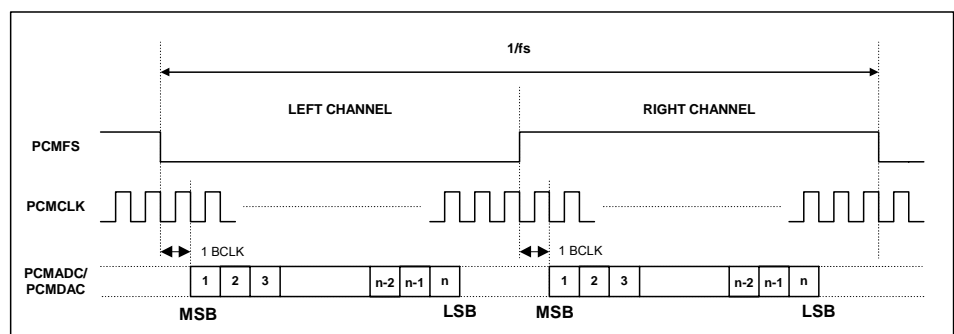 1/fs
LEFT CHANNEL RIGHT CHANNEL
PCMFS
PCMCLK
1 BCLK 1 BCLK
PCMADC/
PCMDAC
1 2 3 n-2 n-1 n 1 2 3 n-2 n-1 n
MSB LSB MSB LSB